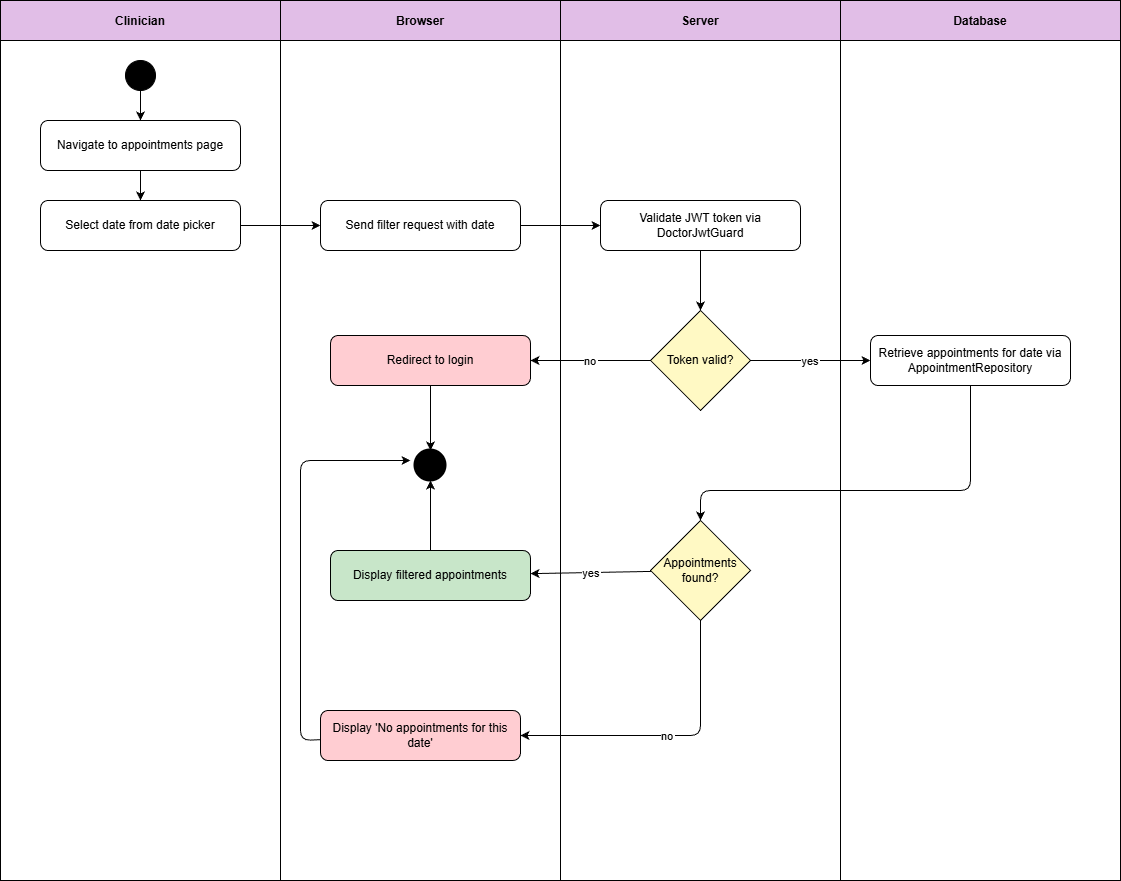 Clinician
Browser
Server
Database
Navigate to appointments page
Select date from date picker
Send filter request with date
Validate JWT token via
DoctorJwtGuard
Redirect to login
no
Token valid?
yes
Retrieve appointments for date via
AppointmentRepository
Display filtered appointments
yes
Appointments
found?
Display 'No appointments for this
date'
no